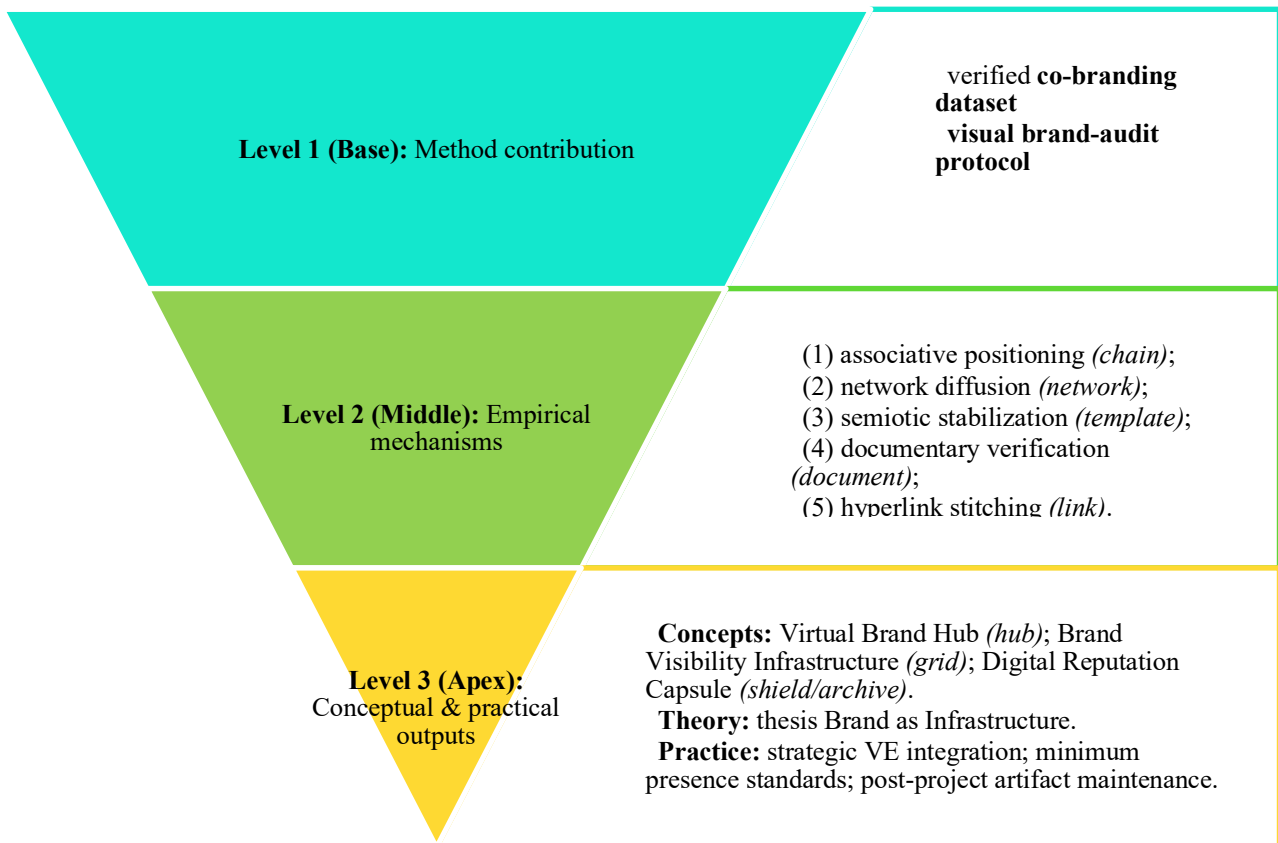 Level 1 (Base): Method contribution
verified co-branding
dataset
visual brand-audit
protocol
Level 2 (Middle): Empirical
mechanisms
(1) associative positioning (chain);
(2) network diffusion (network);
(3) semiotic stabilization (template);
(4) documentary verification
(document);
(5) hyperlink stitching (link).
Level 3 (Apex):
Conceptual & practical
outputs
Concepts: Virtual Brand Hub (hub); Brand
Visibility Infrastructure (grid); Digital Reputation
Capsule (shield/archive).
Theory: thesis Brand as Infrastructure.
Practice: strategic VE integration; minimum
presence standards; post-project artifact maintenance.